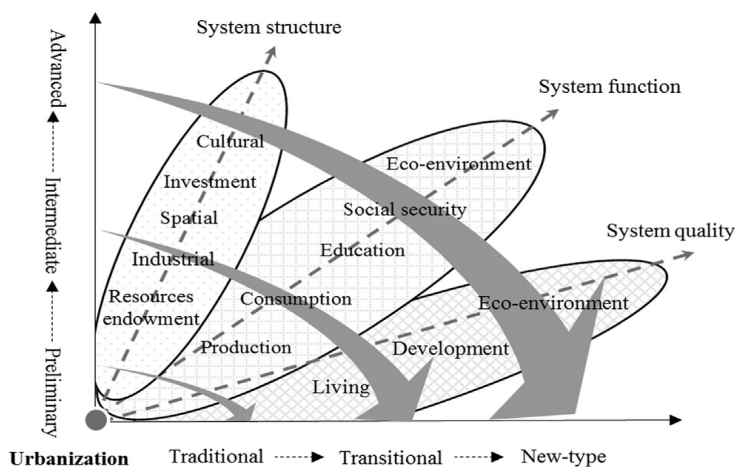 System structure
System function
System quality
Advanced
Intermediate
Preliminary
Cultural
Investment
Spatial
Industrial
Resources
endowment
Eco-environment
Social security
Education
Consumption
Production
Eco-environment
Development
Living
Urbanization
Traditional
Transitional
New-type